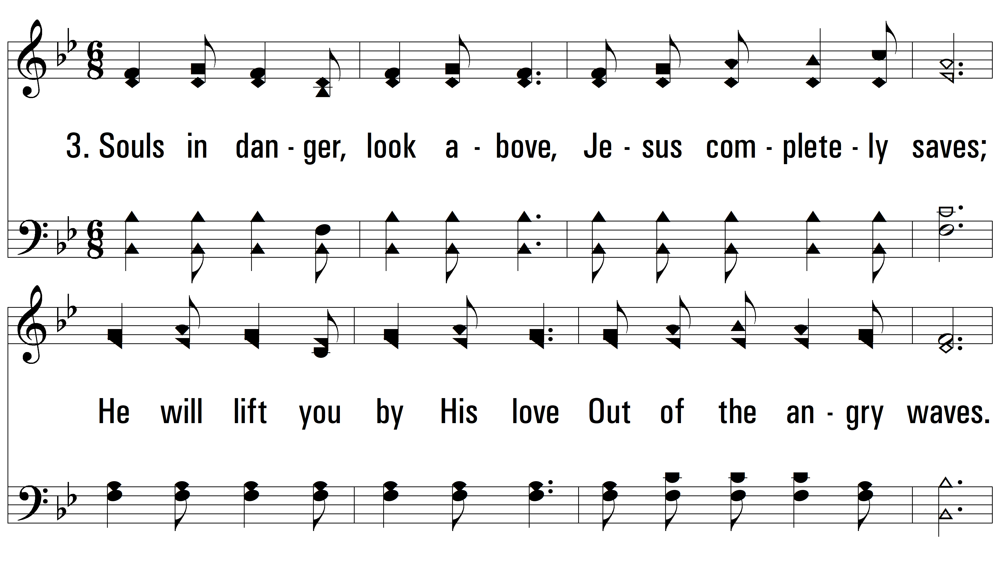 3. Souls in dan - ger, look a - bove, Je - sus com - plete - ly saves;
He will lift you by His love Out of the an - gry waves.